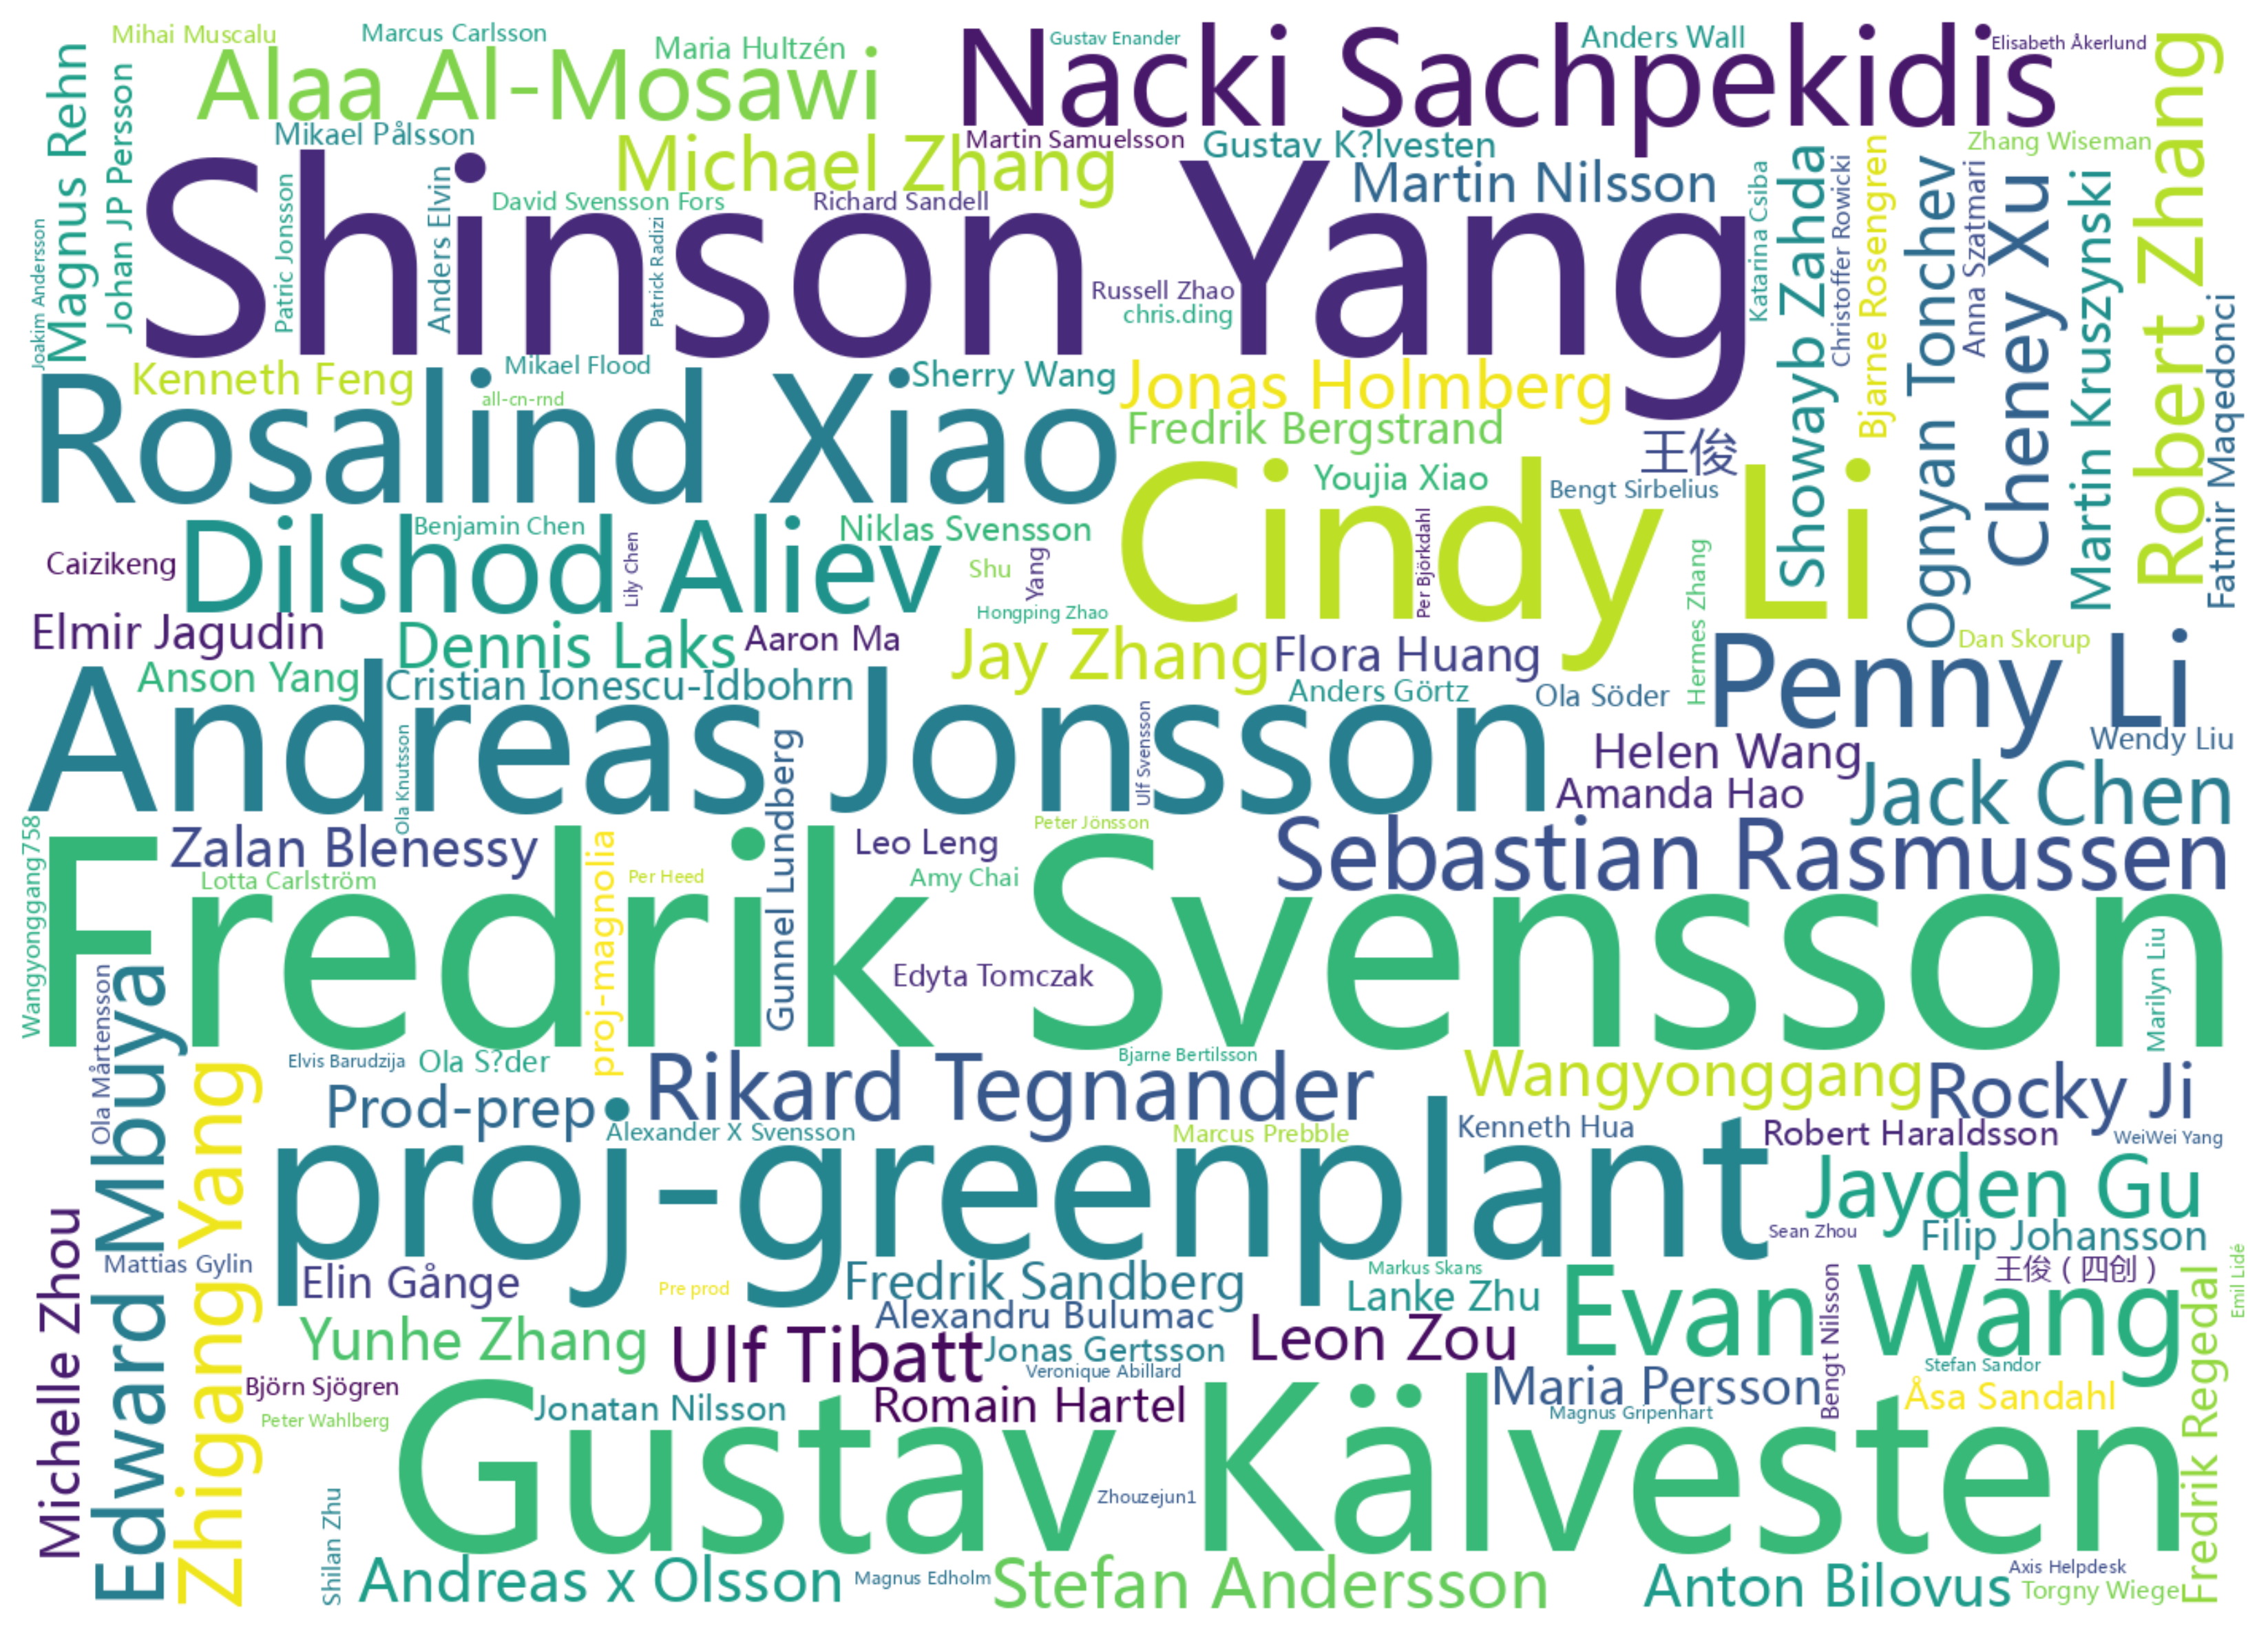 Mihai Muscalu
Marcus Carlsson
Maria Hultzén
Gustav Enander
Anders Wall
Elisabeth Åkerlund
Alaa Al-Mosawi
Nacki Sachpekidis
Magnus Rehn
Johan JP Persson
Joakim Andersson
Mikael Pålsson
Michael Zhang
Martin Samuelsson
Gustav K?lvesten
Zhang Wiseman
Martin Nilsson
Shinson Yang
Patric Jonsson
Anders Elvin
David Svensson Fors
Richard Sandell
Patrick Radizi
Russell Zhao
chris.ding
Katarina Csiba
Showayb Zahda
Christoffer Rowicki
Bjarne Rosengren
Ognyan Tonchev
Anna Szatmari
Cheney Xu
Martin Kruszynski
Robert Zhang
Fatmir Maqedonci
Kenneth Feng
Mikael Flood
Sherry Wang
Jonas Holmberg
all-cn-rnd
Rosalind Xiao
Fredrik Bergstrand
王俊
Youjia Xiao
Bengt Sirbelius
Cindy Li
Benjamin Chen
Niklas Svensson
Caizikeng
Dilshod Aliev
Lily Chen
Shu
Yang
Per Björkdahl
Hermes Zhang
Hongping Zhao
Elmir Jagudin
Dennis Laks
Aaron Ma
Jay Zhang
Flora Huang
Dan Skorup
Anson Yang
Cristian Ionescu-Idbohrn
Anders Görtz
Ola Söder
Penny Li
Andreas Jonsson
Ola Knutsson
Gunnel Lundberg
Ulf Svensson
Helen Wang
Wendy Liu
Amanda Hao
Jack Chen
Wangyonggang758
Zalan Blenessy
Leo Leng
Peter Jönsson
Sebastian Rasmussen
Lotta Carlström
proj-magnolia
Per Heed
Amy Chai
Fredrik Svensson
Edyta Tomczak
Marilyn Liu
Ola Mårtensson
Edward Mbouya
Zhigang Yang
Elvis Barudzija
Ola S?der
Rikard Tegnander
Bjarne Bertilsson
Wangyonggang
Rocky Ji
Prod-prep
Alexander X Svensson
Marcus Prebble
Kenneth Hua
Robert Haraldsson
WeiWei Yang
proj-greenplant
Jayden Gu
Sean Zhou
Filip Johansson
Michelle Zhou
Mattias Gylin
Elin Gånge
Pre prod
Fredrik Sandberg
Markus Skans
Lanke Zhu
Evan Wang
王俊（四创）
Emil Lidé
Fredrik Regedal
Bengt Nilsson
Alexandru Bulumac
Yunhe Zhang
Ulf Tibatt
Jonas Gertsson
Leon Zou
Veronique Abillard
Stefan Sandor
Björn Sjögren
Maria Persson
Åsa Sandahl
Peter Wahlberg
Jonatan Nilsson
Romain Hartel
Magnus Gripenhart
Gustav Kälvesten
Zhouzejun1
Shilan Zhu
Andreas x Olsson
Magnus Edholm
Stefan Andersson
Anton Bilovus
Axis Helpdesk
Torgny Wiege